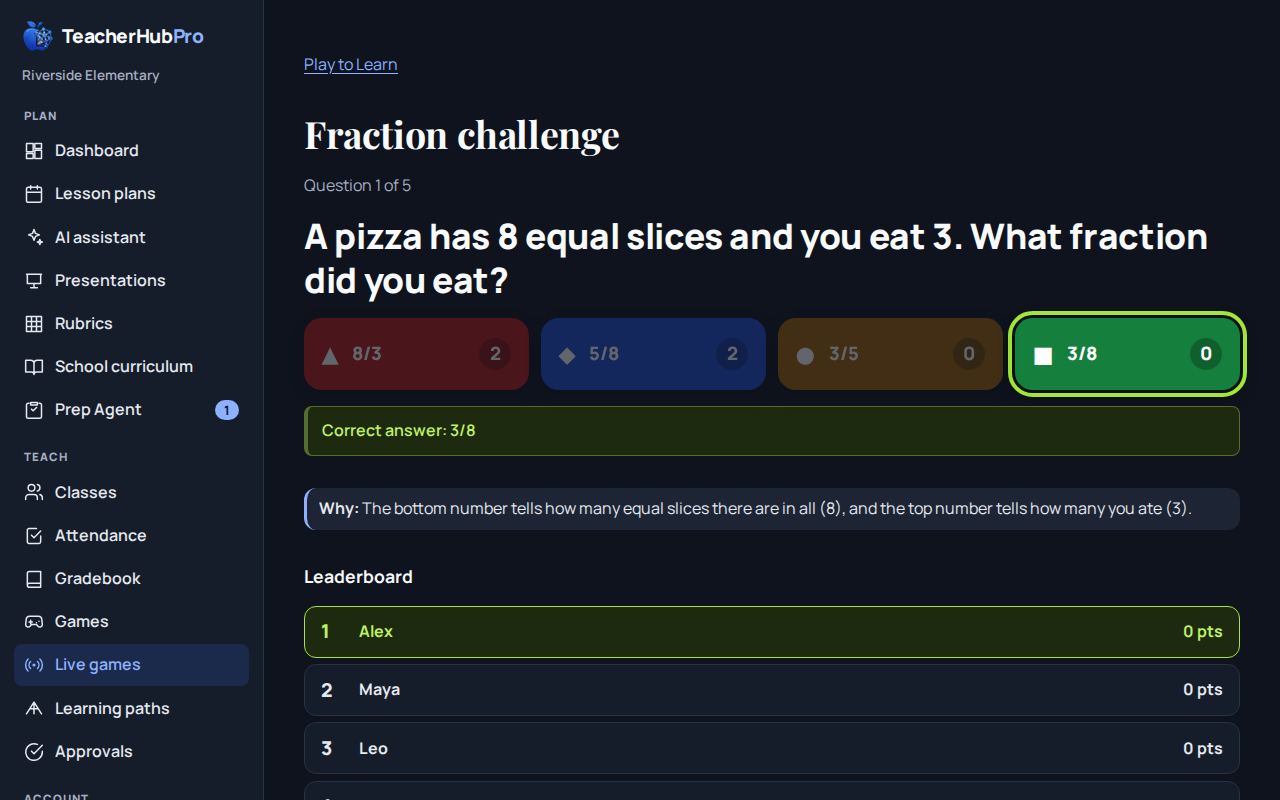 TeacherHubPro
Riverside Elementary
PLAN
Dashboard
Lesson plans
AI assistant
Presentations
Rubrics
School curriculum
Prep Agent 1
TEACH
Classes
Attendance
Gradebook
Games
Live games
Learning paths
Approvals
ACCOUNT
Play to Learn
Fraction challenge
Question 1 of 5
A pizza has 8 equal slices and you eat 3. What fraction
did you eat?
8/3 2
5/8 2
3/5 0
3/8 0
Correct answer: 3/8
Why: The bottom number tells how many equal slices there are in all (8), and the top number tells how many you ate (3).
Leaderboard
1 Alex 0 pts
2 Maya 0 pts
3 Leo 0 pts